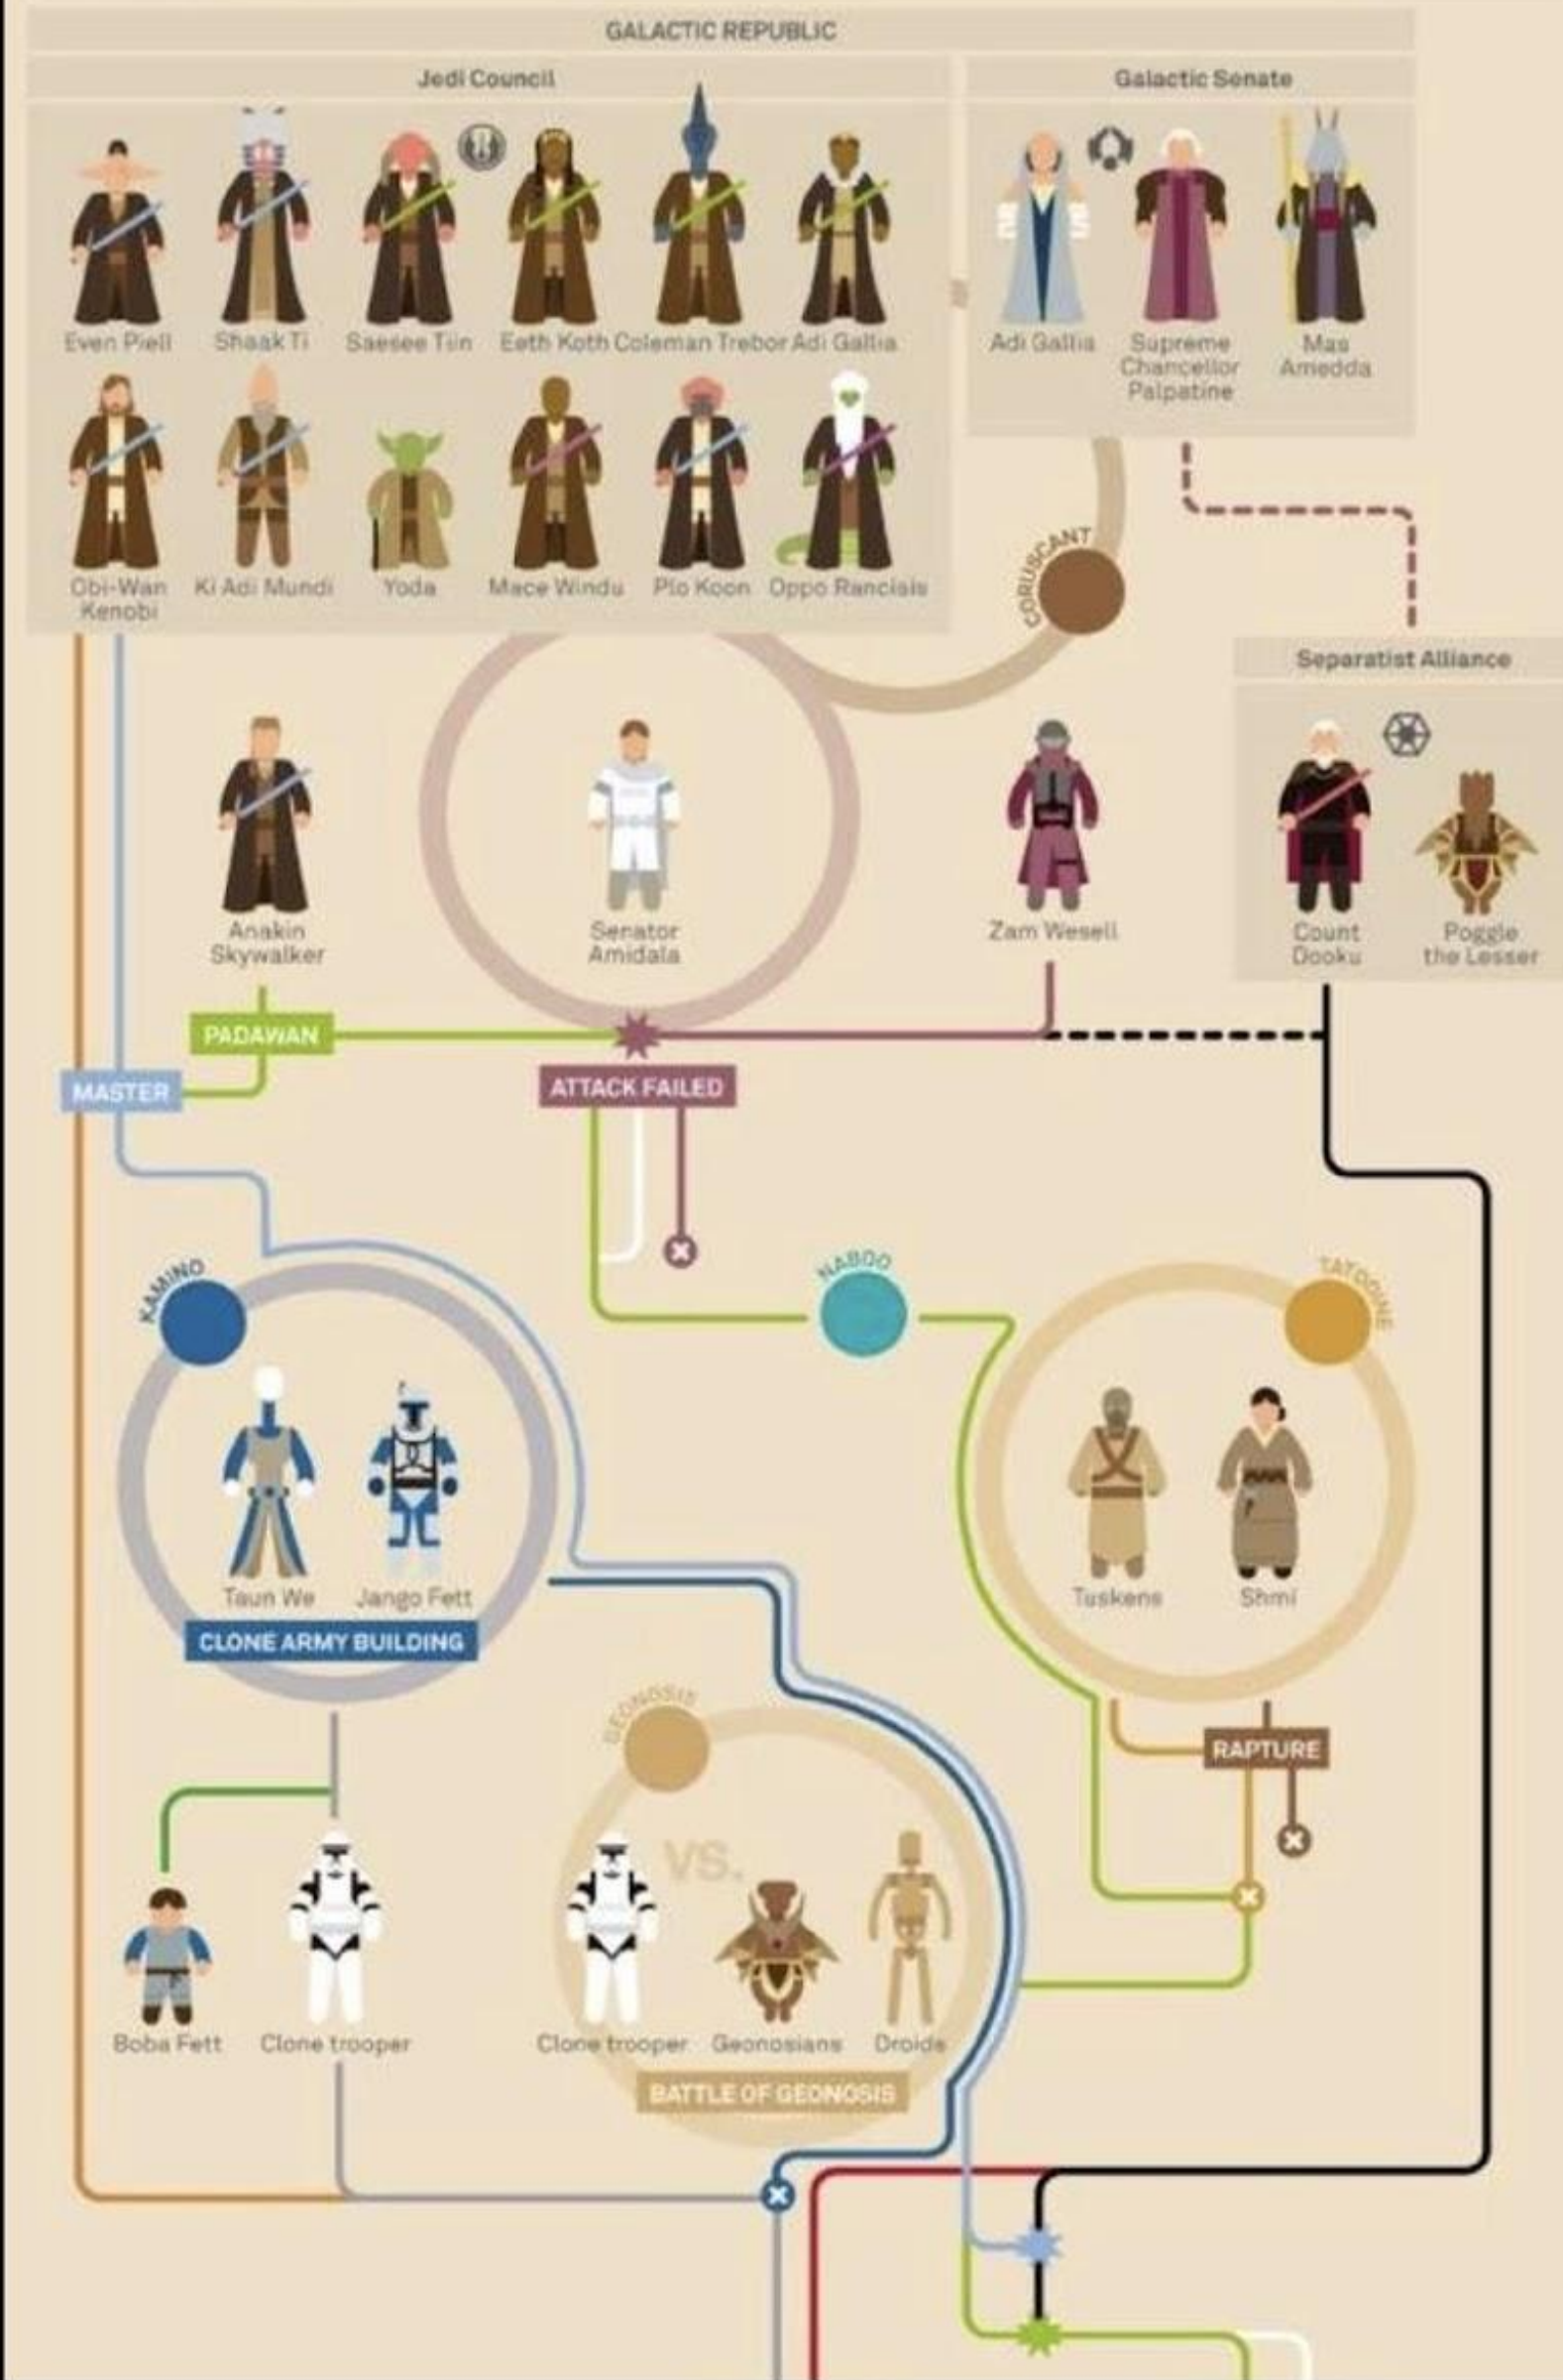 GALACTIC REPUBLIC
Jedi Council
Galactic Senate
Even Piell
Shaak Ti
Saesee Tiin
Eeth Koth
Coleman Trebor
Adi Gallia
Adi Gallia
Supreme
Chancellor
Palpatine
Mas
Amedda
Obi-Wan
Kenobi
Ki Adi Mundi
Yoda
Mace Windu
Plo Koon
Oppo Rancisis
CORUSCANT
Separatist Alliance
Anakin
Skywalker
Senator
Amidala
Zam Wesell
Count
Dooku
Poggle
the Lesser
PADAWAN
MASTER
ATTACK FAILED
KAMINO
NABOO
TATOOINE
Taun We
Jango Fett
CLONE ARMY BUILDING
Tuskens
Shmi
RAPTURE
GEONOSIS
VS.
Boba Fett
Clone trooper
Clone trooper
Geonosians
Droids
BATTLE OF GEONOSIS